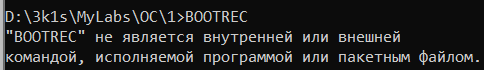 D:\3k1s\MyLabs\OC\1>BOOTREC
"BOOTREC" не является внутренней или внешней
командой, исполняемой программой или пакетным файлом.